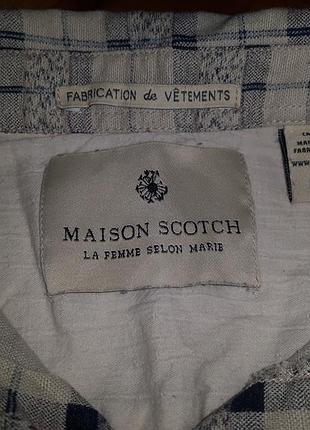 FABRICATION de VÊTEMENTS
MAISON SCOTCH
LA FEMME SELON MARIE